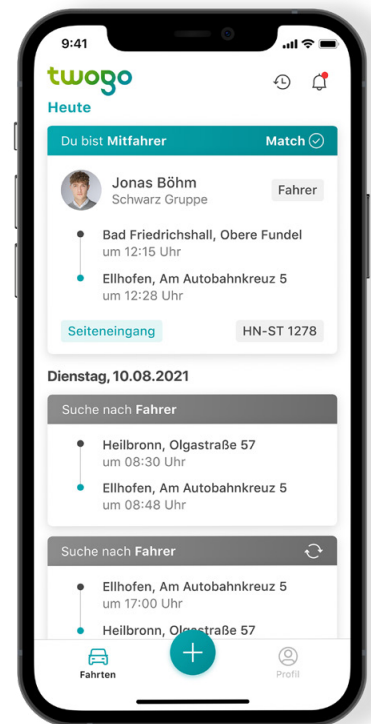 9:41
twogo
Heute
Du bist Mitfahrer Match
Jonas Böhm
Schwarz Gruppe
Fahrer
Bad Friedrichshall, Obere Fundel
um 12:15 Uhr
Ellhofen, Am Autobahnkreuz 5
um 12:28 Uhr
Seiteneingang HN-ST 1278
Dienstag, 10.08.2021
Suche nach Fahrer
Heilbronn, Olgastraße 57
um 08:30 Uhr
Ellhofen, Am Autobahnkreuz 5
um 08:48 Uhr
Suche nach Fahrer
Ellhofen, Am Autobahnkreuz 5
um 17:00 Uhr
Heilbronn, Olgastraße 57
Fahrten Profil